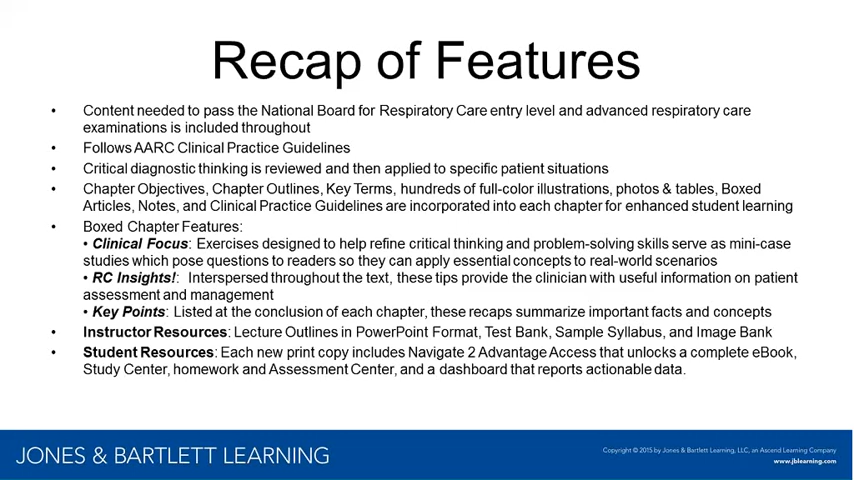 Recap of Features
• Content needed to pass the National Board for Respiratory Care entry level and advanced respiratory care
examinations is included throughout
• Follows AARC Clinical Practice Guidelines
• Critical diagnostic thinking is reviewed and then applied to specific patient situations
• Chapter Objectives, Chapter Outlines, Key Terms, hundreds of full-color illustrations, photos & tables, Boxed
Articles, Notes, and Clinical Practice Guidelines are incorporated into each chapter for enhanced student learning
• Boxed Chapter Features:
• Clinical Focus: Exercises designed to help refine critical thinking and problem-solving skills serve as mini-case
studies which pose questions to readers so they can apply essential concepts to real-world scenarios
• RC Insights!: Interspersed throughout the text, these tips provide the clinician with useful information on patient
assessment and management
• Key Points: Listed at the conclusion of each chapter, these recaps summarize important facts and concepts
• Instructor Resources: Lecture Outlines in PowerPoint Format, Test Bank, Sample Syllabus, and Image Bank
• Student Resources: Each new print copy includes Navigate 2 Advantage Access that unlocks a complete eBook,
Study Center, homework and Assessment Center, and a dashboard that reports actionable data.
JONES & BARTLETT LEARNING
Copyright © 2015 by Jones & Bartlett Learning, LLC, an Ascend Learning Company
www.jblearning.com